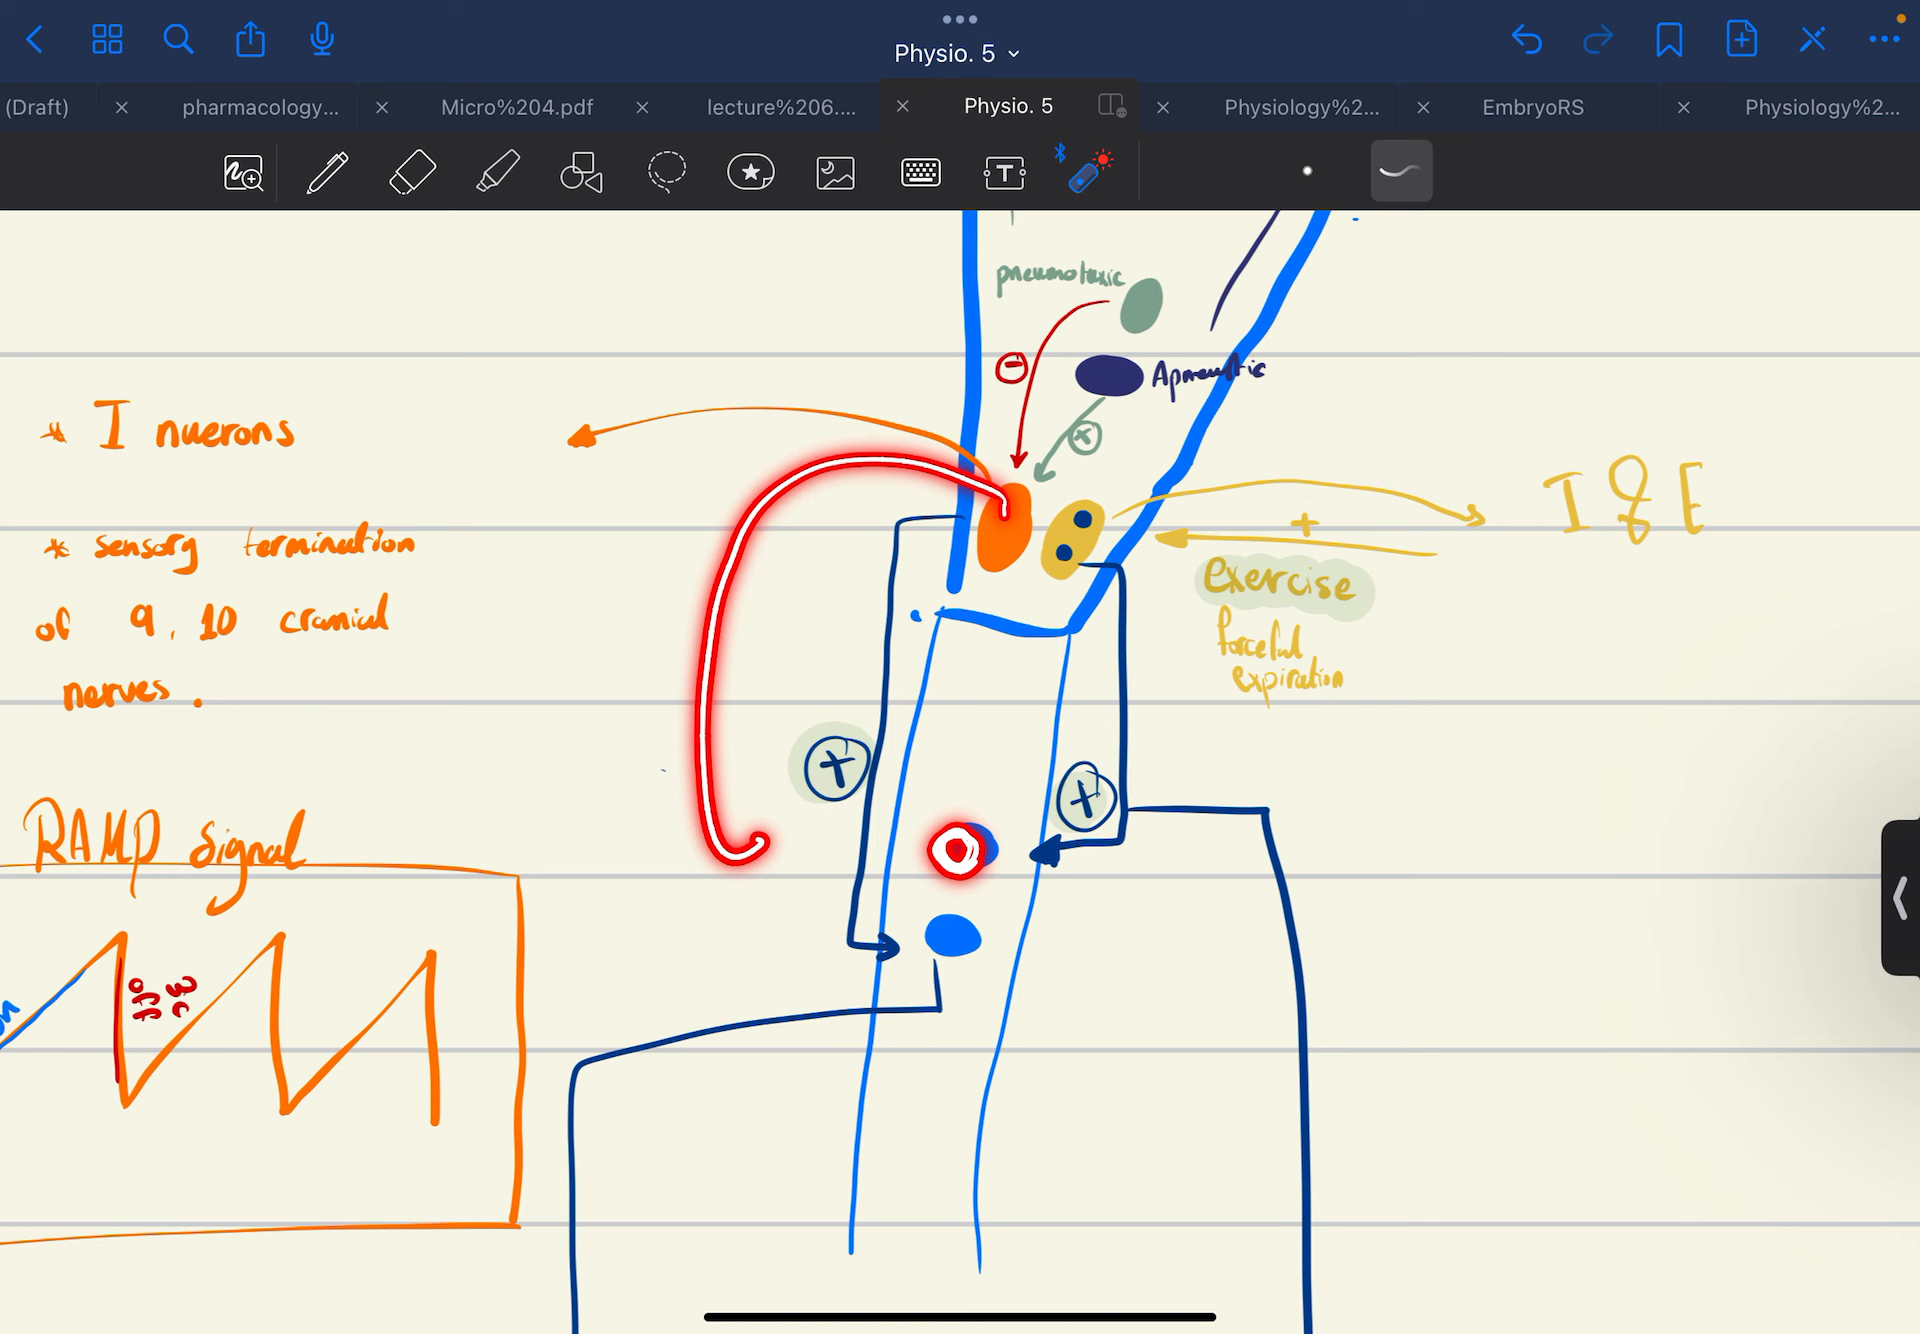 Physio. 5
(Draft)
pharmacology...
Micro%204.pdf
lecture%206....
Physio. 5
Physiology%2...
EmbryoRS
Physiology%2...
T
pneumotaxic
−
Apneustic
+
* I nuerons
I & E
+
* sensory termination
exercise
of 9, 10 cranial
forceful
expiration
nerves.
+
+
RAMP signal